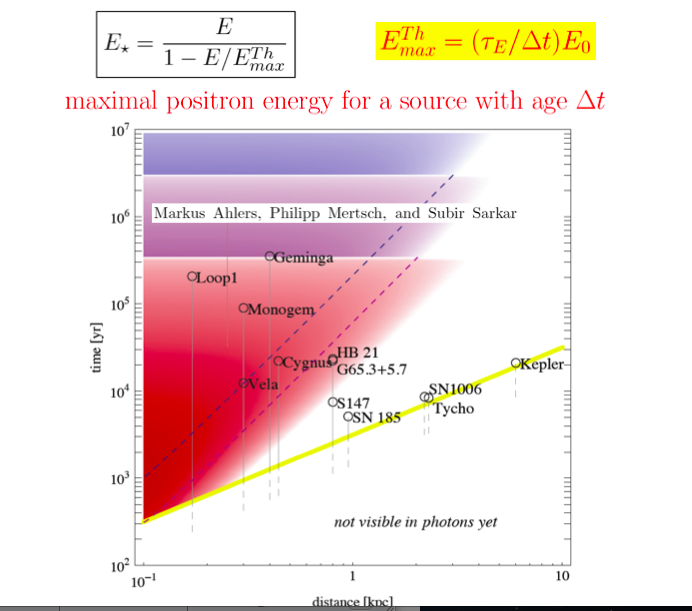 E⋆ = E / (1 − E/E^{Th}_{max})
E^{Th}_{max} = (τ_E/Δt)E_0
maximal positron energy for a source with age Δt
10^7
Markus Ahlers, Philipp Mertsch, and Subir Sarkar
10^6
Geminga
Loop1
10^5
Monogem
time [yr]
HB 21
Cygnus
G65.3+5.7
Kepler
Vela
10^4
SN1006
S147
Tycho
SN 185
10^3
not visible in photons yet
10^2
10^−1
1
10
distance [kpc]